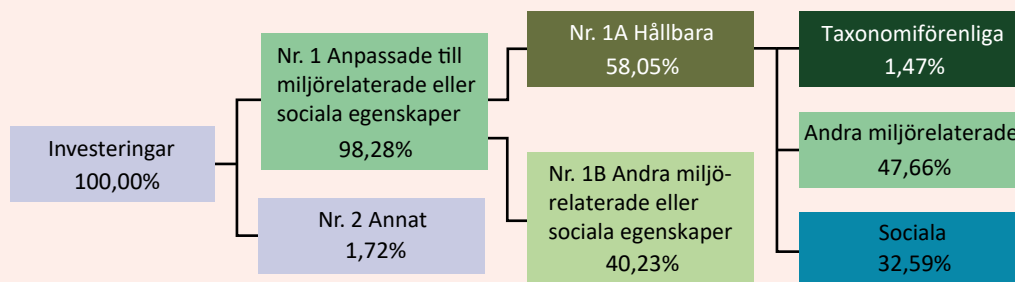 Investeringar
100,00%
Nr. 1 Anpassade till
miljörelaterade eller
sociala egenskaper
98,28%
Nr. 2 Annat
1,72%
Nr. 1A Hållbara
58,05%
Nr. 1B Andra miljö-
relaterade eller
sociala egenskaper
40,23%
Taxonomiförenliga
1,47%
Andra miljörelaterade
47,66%
Sociala
32,59%